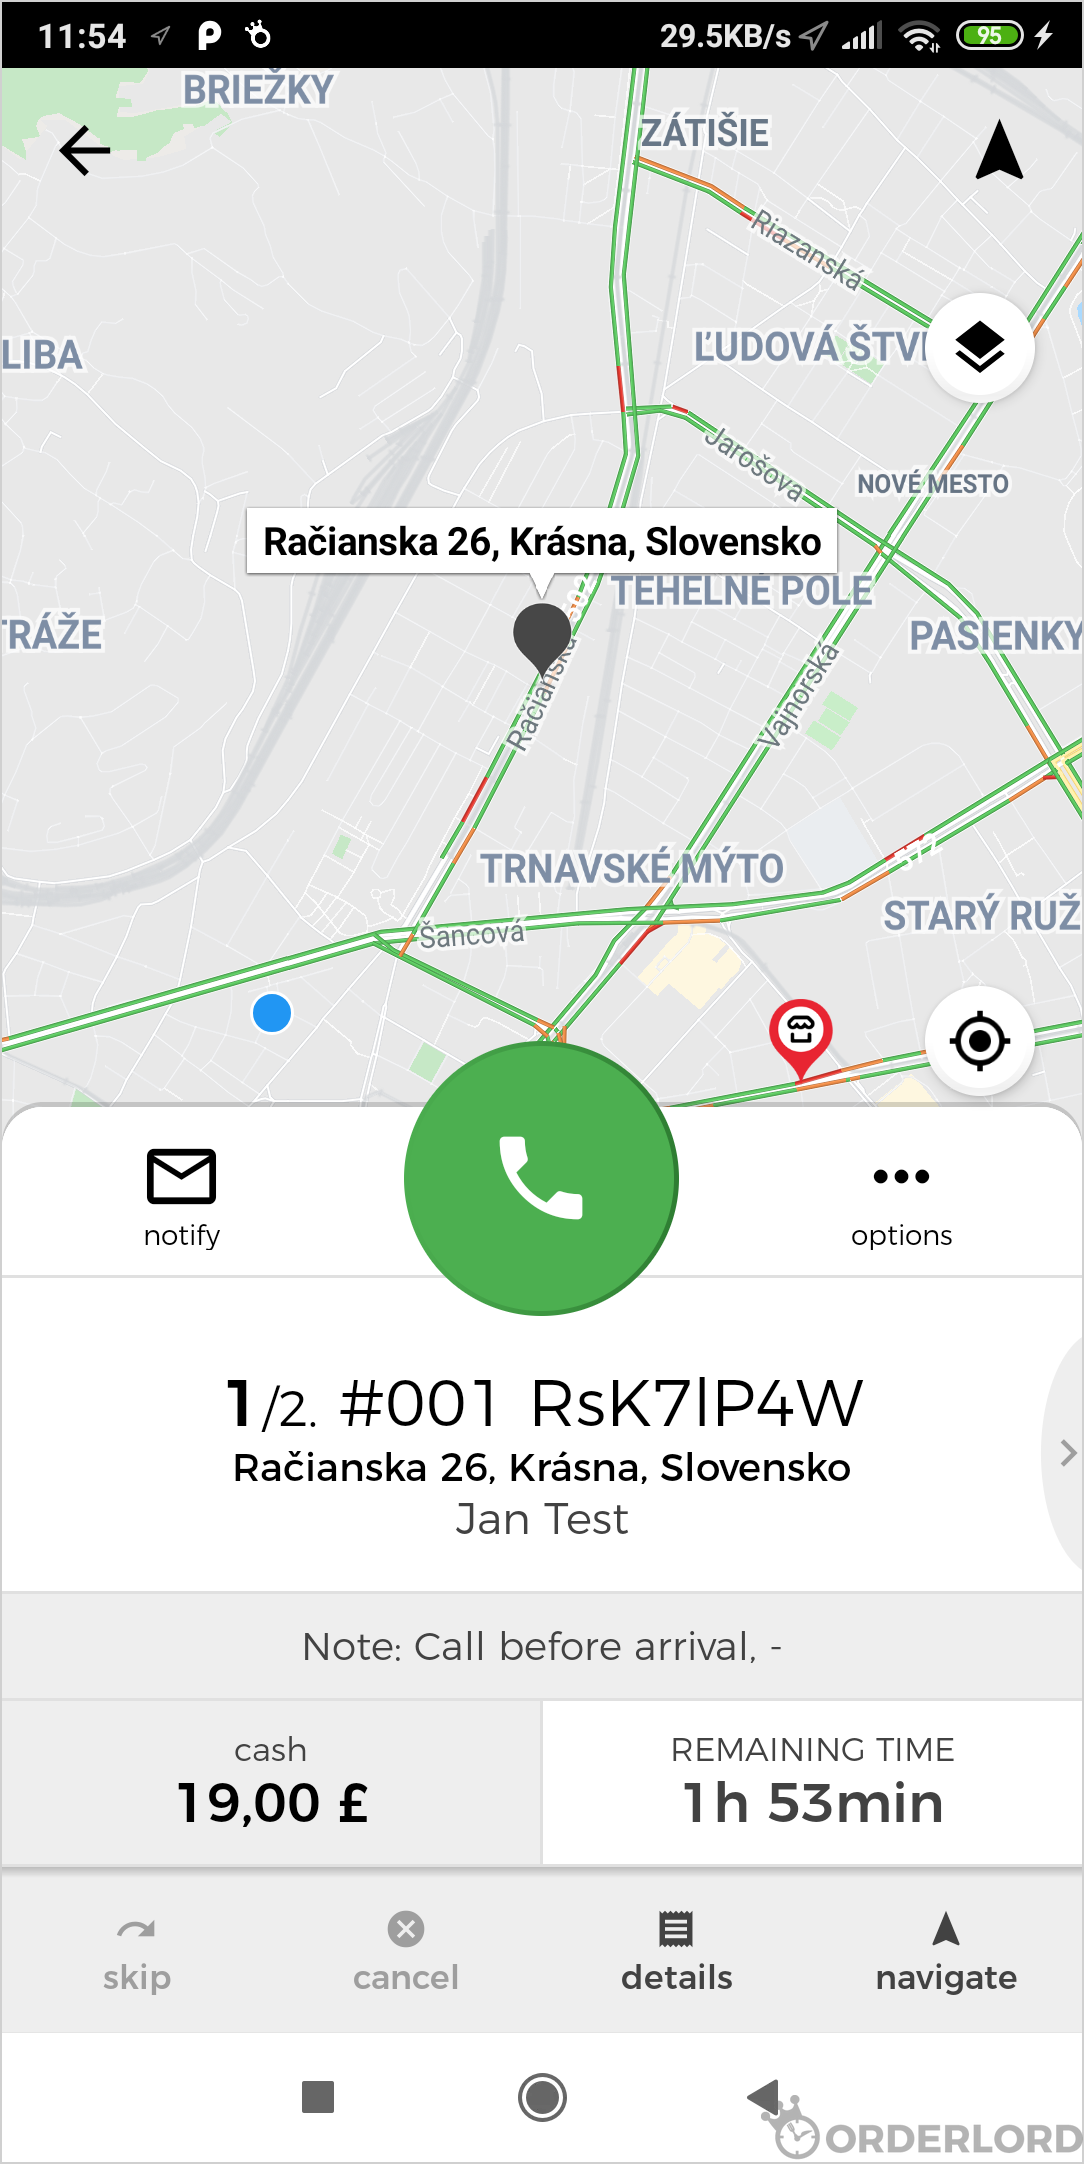 11:54 29.5KB/s 95
BRIEŽKY
ZÁTIŠIE
Riazanská
ĽUDOVÁ ŠTV
LIBA
Jarošova
NOVÉ MESTO
Račianska 26, Krásna, Slovensko
TEHELNÉ POLE
TRÁŽE
PASIENKY
Račianska
Vajnorská
TRNAVSKÉ MÝTO
STARÝ RUŽ
Šancová
notify
options
1/2. #001 RsK7lP4W
Račianska 26, Krásna, Slovensko
Jan Test
Note: Call before arrival, -
cash
19,00 £
REMAINING TIME
1h 53min
skip cancel details navigate
ORDERLORD